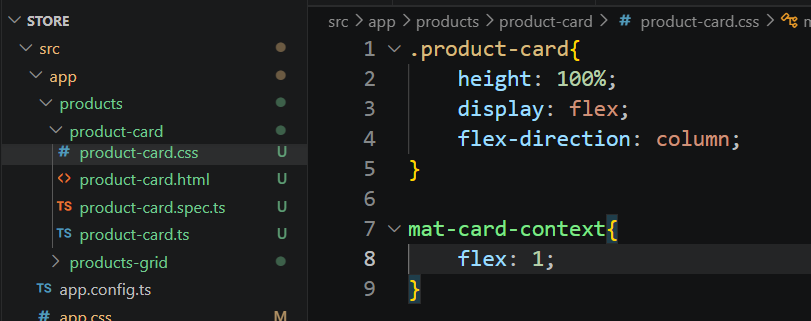 STORE
src
app
products
product-card
# product-card.css U
<> product-card.html U
TS product-card.spec.ts U
TS product-card.ts U
products-grid
TS app.config.ts
# app.css M
src > app > products > product-card > # product-card.css >
1 .product-card{
2 height: 100%;
3 display: flex;
4 flex-direction: column;
5 }
6
7 mat-card-context{
8 flex: 1;
9 }